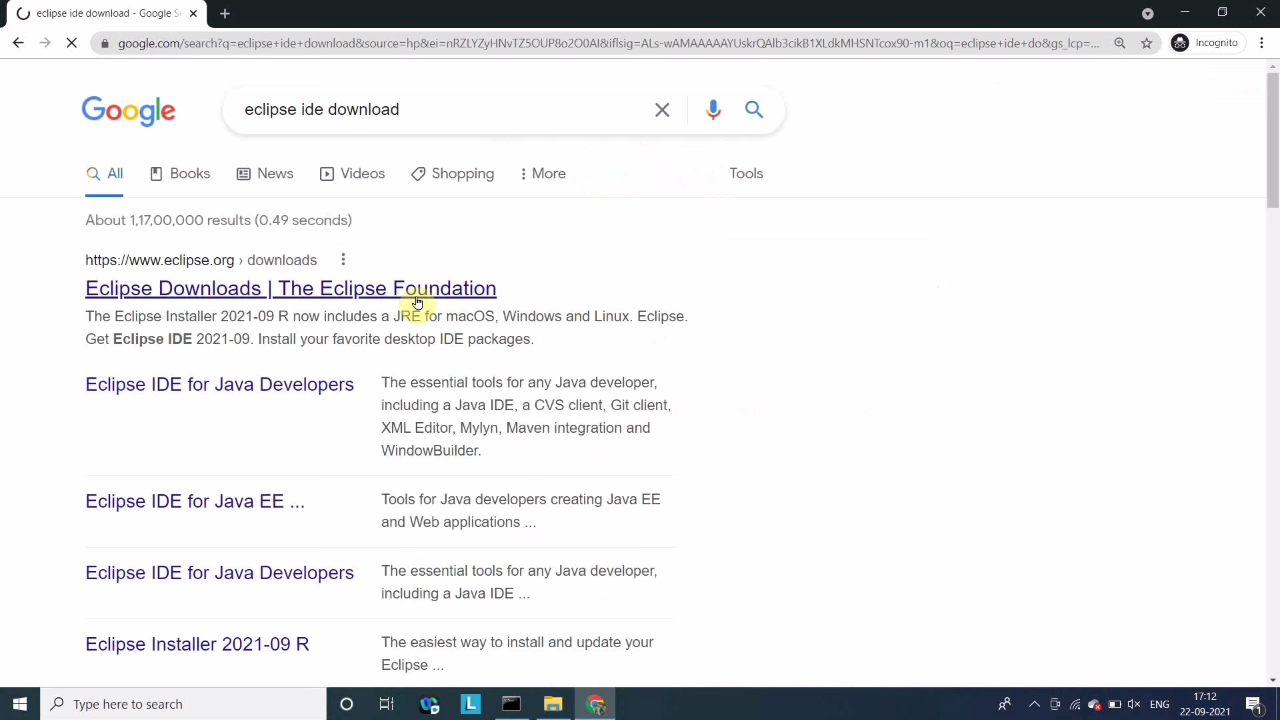 eclipse ide download - Google S
google.com/search?q=eclipse+ide+download&source=hp&ei=nRZLYZyHNvTZ5OUP8o2O0AI&iflsig=ALs-wAMAAAAAYUskrQAlb3cikB1XLdkMHSNTcox90-m1&oq=eclipse+ide+do&gs_lcp=...
Incognito
Google
eclipse ide download
All
Books
News
Videos
Shopping
More
Tools
About 1,17,00,000 results (0.49 seconds)
https://www.eclipse.org › downloads
Eclipse Downloads | The Eclipse Foundation
The Eclipse Installer 2021-09 R now includes a JRE for macOS, Windows and Linux. Eclipse.
Get Eclipse IDE 2021-09. Install your favorite desktop IDE packages.
Eclipse IDE for Java Developers
The essential tools for any Java developer,
including a Java IDE, a CVS client, Git client,
XML Editor, Mylyn, Maven integration and
WindowBuilder.
Eclipse IDE for Java EE ...
Tools for Java developers creating Java EE
and Web applications ...
Eclipse IDE for Java Developers
The essential tools for any Java developer,
including a Java IDE ...
Eclipse Installer 2021-09 R
The easiest way to install and update your
Eclipse ...
Type here to search
L
17:12
22-09-2021
1